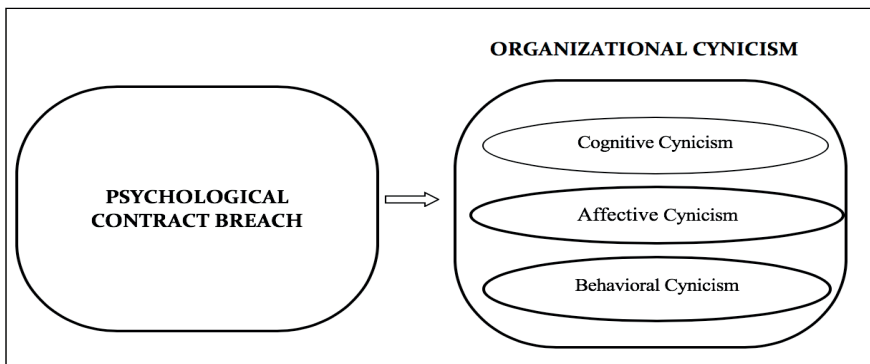 ORGANIZATIONAL CYNICISM
PSYCHOLOGICAL
CONTRACT BREACH
Cognitive Cynicism
Affective Cynicism
Behavioral Cynicism